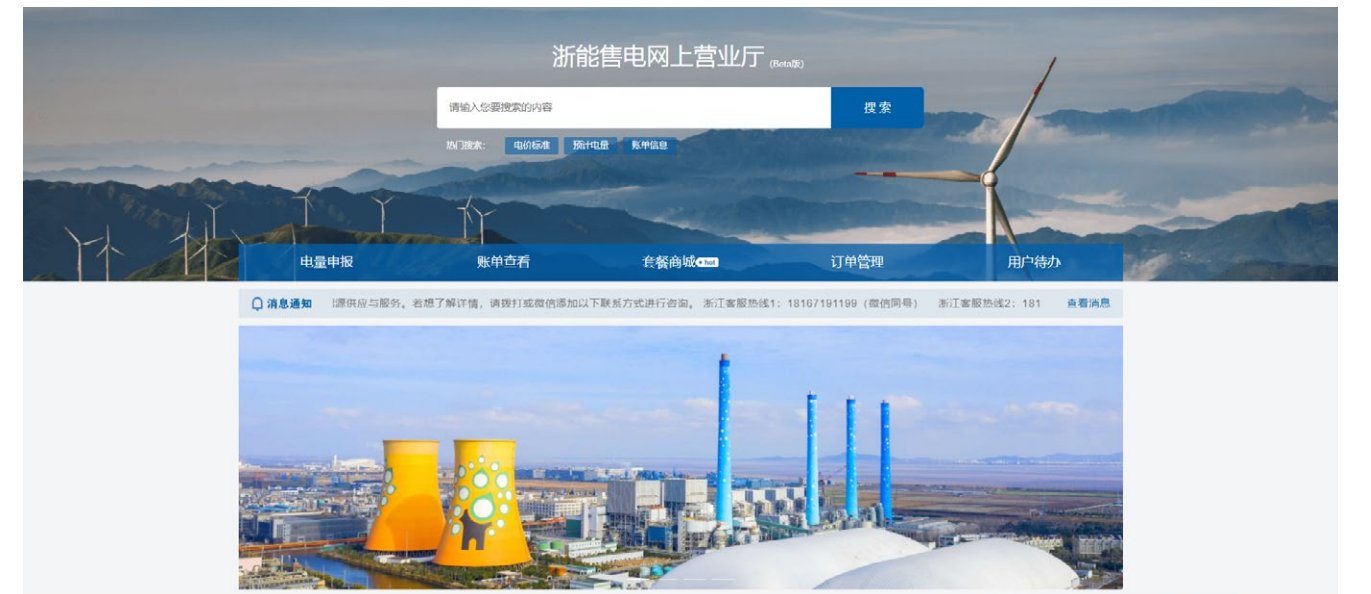 浙能售电网上营业厅 (Beta版)
请输入您要搜索的内容
搜索
热门搜索： 电价标准 预计电量 账单信息
电量申报 账单查看 套餐商城 hot 订单管理 用户待办
消息通知 源供应与服务。若想了解详情，请拨打或微信添加以下联系方式进行咨询。 浙江客服热线1：18167191199（微信同号） 浙江客服热线2：181 查看消息